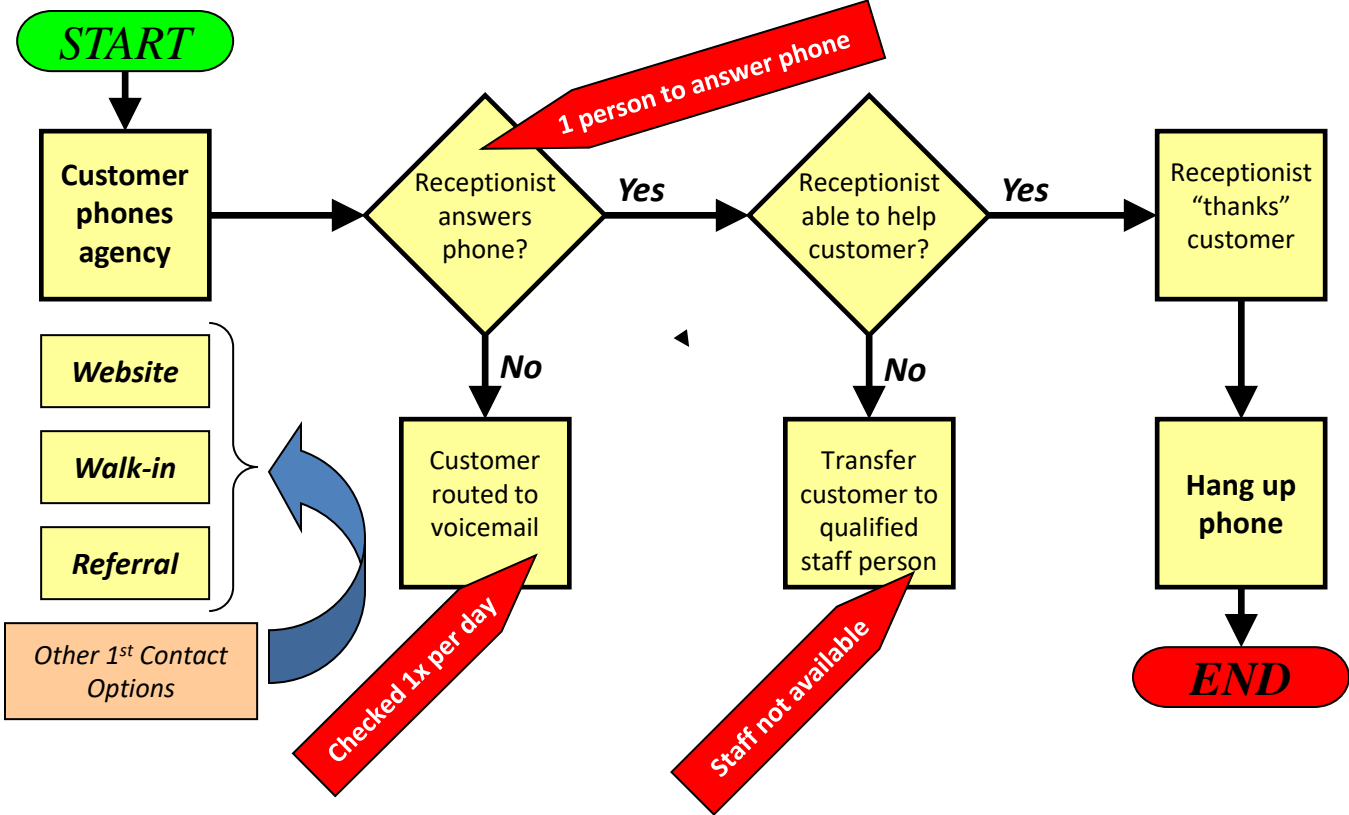 START
1 person to answer phone
Customer
phones
agency
Receptionist
answers
phone?
Yes
Receptionist
able to help
customer?
Yes
Receptionist
“thanks”
customer
No
No
Website
Walk-in
Referral
Other 1st Contact
Options
Customer
routed to
voicemail
Checked 1x per day
Transfer
customer to
qualified
staff person
Staff not available
Hang up
phone
END